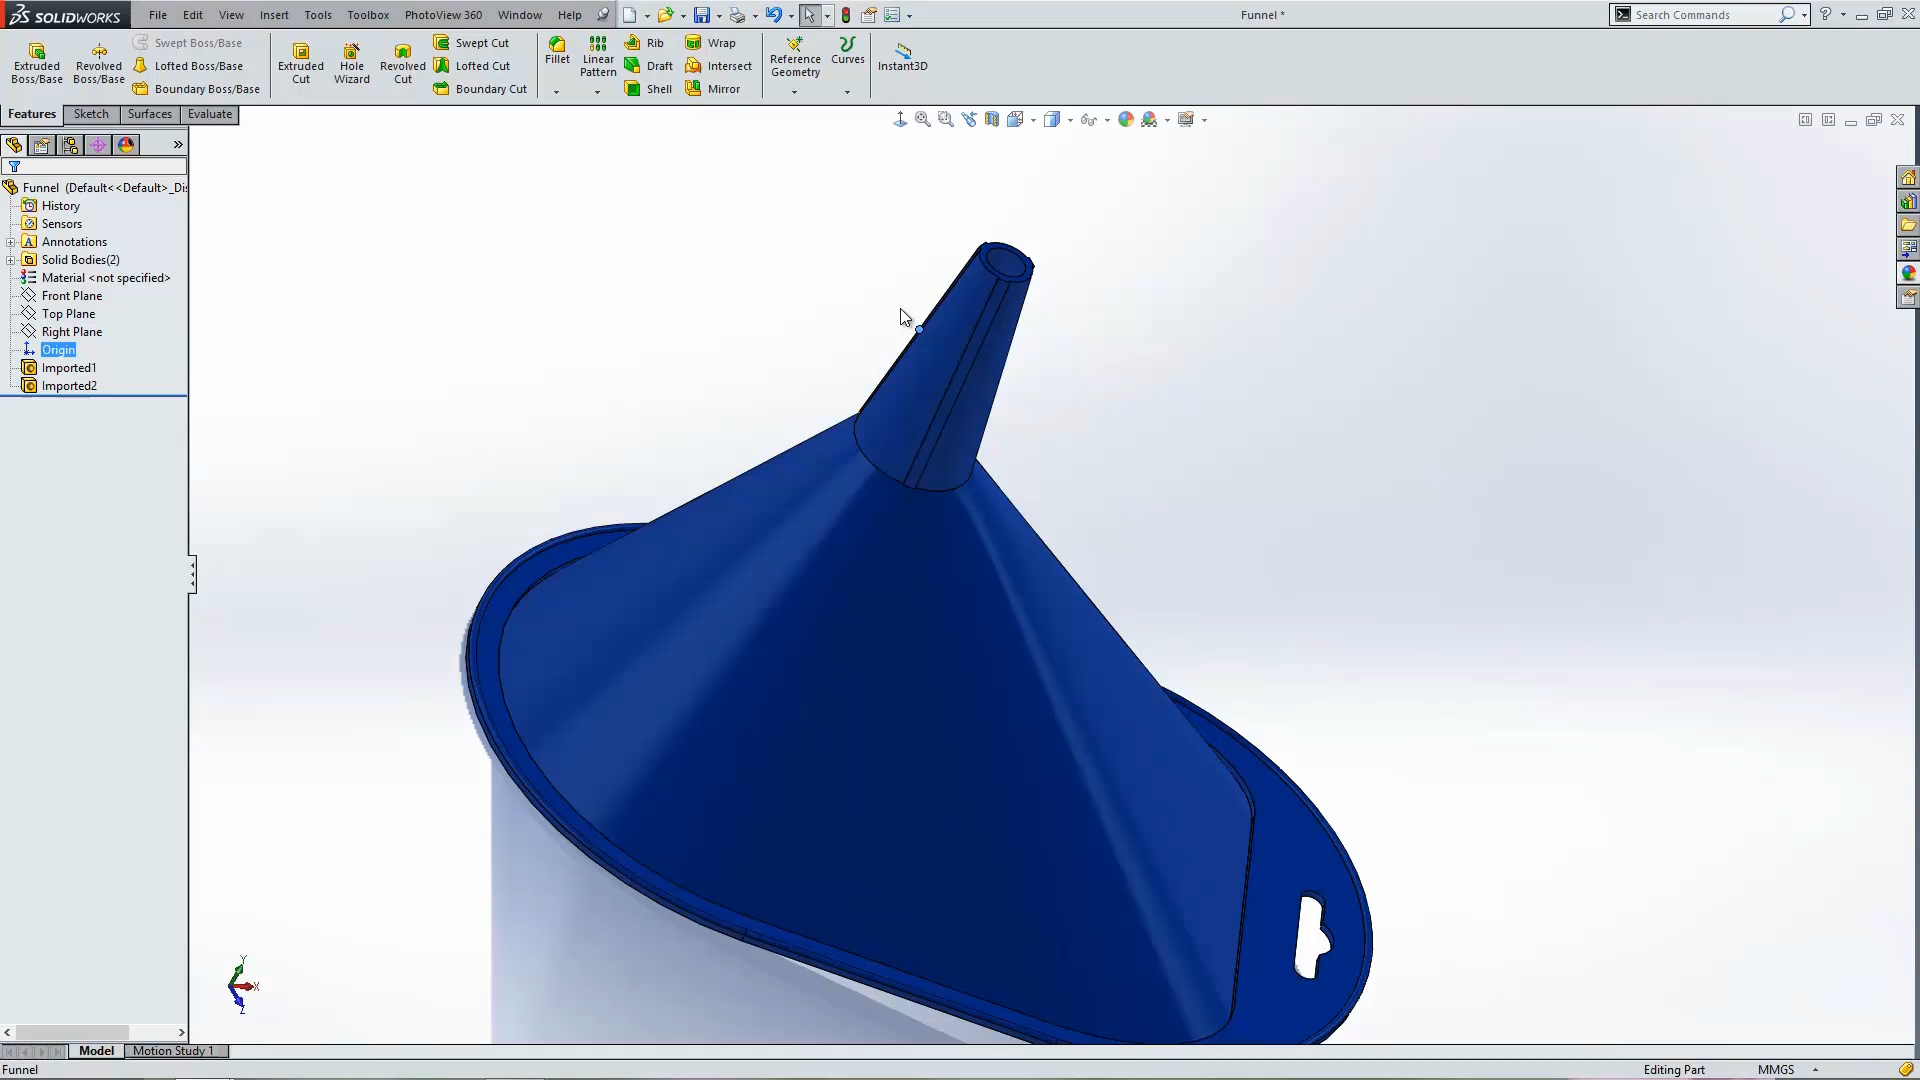 SOLIDWORKS File Edit View Insert Tools Toolbox PhotoView 360 Window Help Funnel * Search Commands ?
Extruded Boss/Base
Revolved Boss/Base
Swept Boss/Base
Lofted Boss/Base
Boundary Boss/Base
Extruded Cut
Hole Wizard
Revolved Cut
Swept Cut
Lofted Cut
Boundary Cut
Fillet
Linear Pattern
Rib
Draft
Shell
Wrap
Intersect
Mirror
Reference Geometry
Curves
Instant3D
Features Sketch Surfaces Evaluate
»
Funnel (Default<<Default>_Di
History
Sensors
Annotations
Solid Bodies(2)
Material <not specified>
Front Plane
Top Plane
Right Plane
Origin
Imported1
Imported2
Y
X
Z
Model Motion Study 1
Funnel Editing Part MMGS